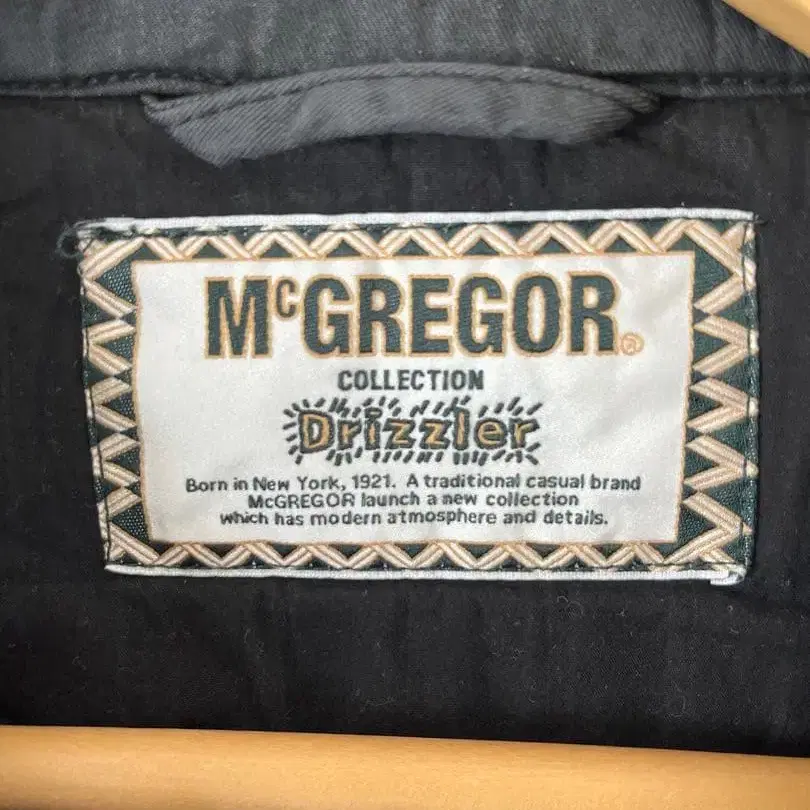 McGREGOR®
COLLECTION
Drizzler
Born in New York, 1921. A traditional casual brand
McGREGOR launch a new collection
which has modern atmosphere and details.